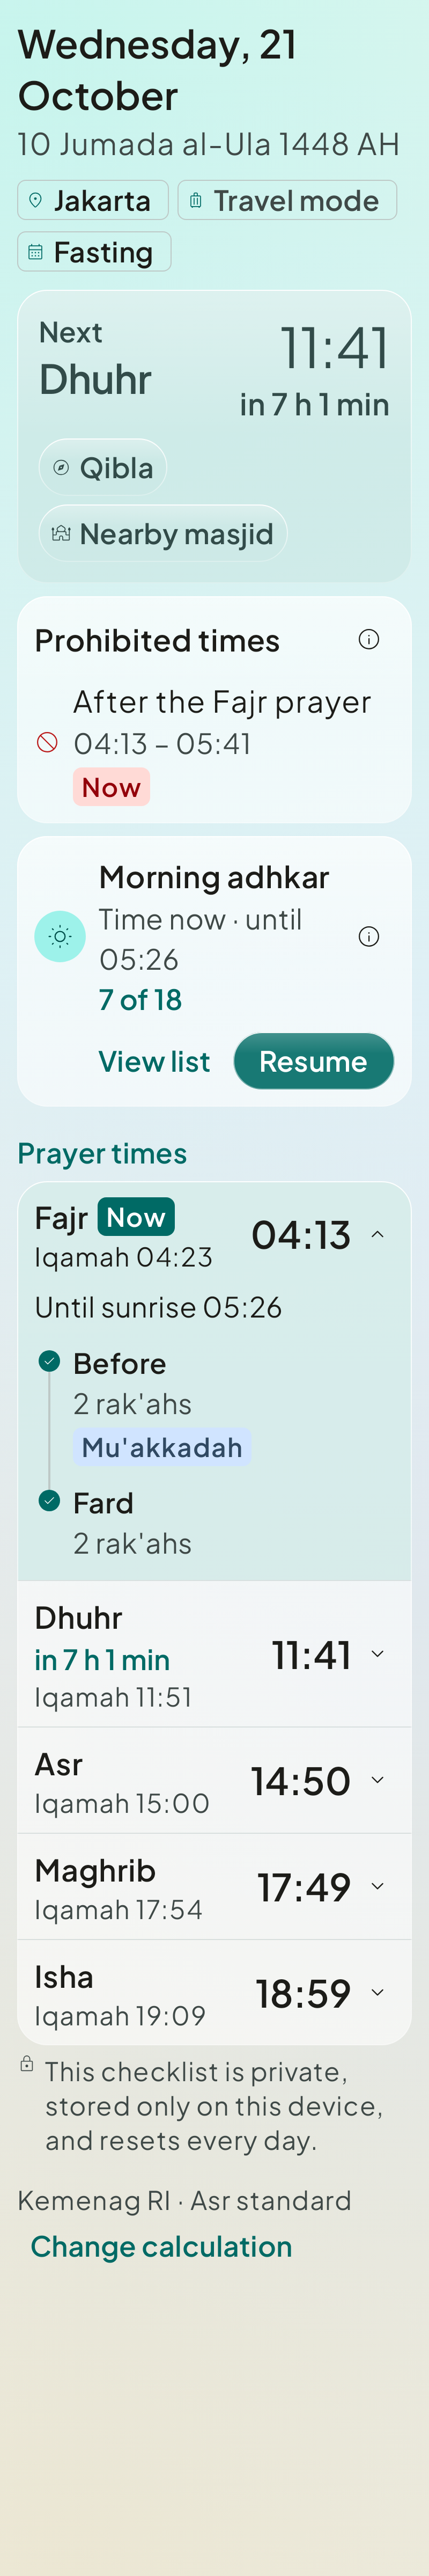 Wednesday, 21
October
10 Jumada al-Ula 1448 AH
Jakarta
Travel mode
Fasting
Next
Dhuhr
11:41
in 7 h 1 min
Qibla
Nearby masjid
Prohibited times
After the Fajr prayer
04:13 – 05:41
Now
Morning adhkar
Time now · until
05:26
7 of 18
View list
Resume
Prayer times
Fajr
Now
04:13
Iqamah 04:23
Until sunrise 05:26
Before
2 rak'ahs
Mu'akkadah
Fard
2 rak'ahs
Dhuhr
in 7 h 1 min
11:41
Iqamah 11:51
Asr
14:50
Iqamah 15:00
Maghrib
17:49
Iqamah 17:54
Isha
18:59
Iqamah 19:09
This checklist is private,
stored only on this device,
and resets every day.
Kemenag RI · Asr standard
Change calculation